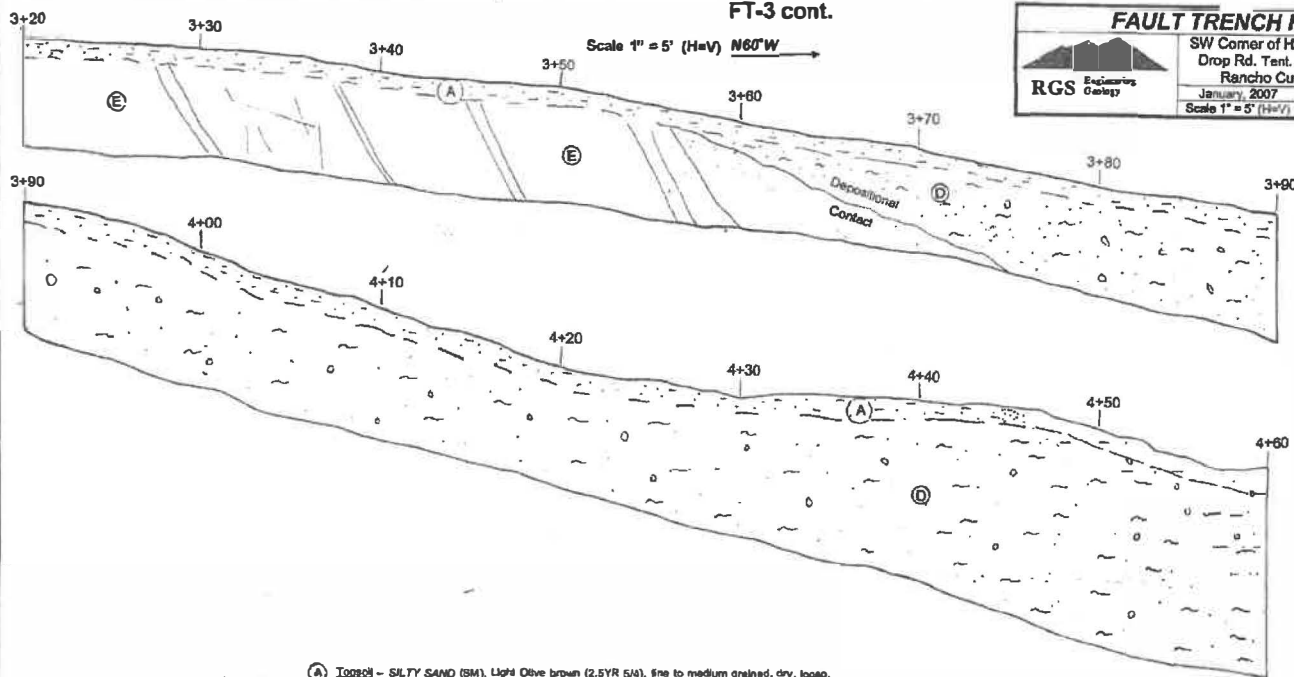 FT-3 cont.
Scale 1" = 5' (H=V) N60°W
FAULT TRENCH
RGS Engineering Geology
SW Corner of
Drop Rd. Tent.
Rancho
January, 2007
Scale 1" = 5' (H=V)
3+20
3+30
3+40
3+50
3+60
3+70
3+80
3+90
A
E
E
D
Depositional
Contact
3+90
4+00
4+10
4+20
4+30
4+40
4+50
4+60
A
D
A Topsoil – SILTY SAND (SM), Light Olive brown (2.5YR 5/4), fine to medium grained, dry, loose.